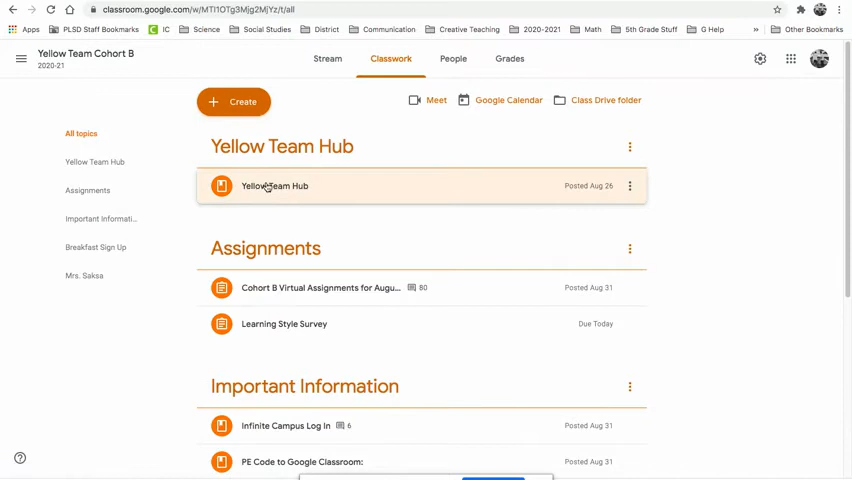 classroom.google.com/w/MTI1OTg3Mjg2MjYz/t/all
Apps PLSD Staff Bookmarks IC Science Social Studies District Communication Creative Teaching 2020-2021 Math 5th Grade Stuff G Help » Other Bookmarks
Yellow Team Cohort B
2020-21
Stream Classwork People Grades
+ Create
Meet Google Calendar Class Drive folder
All topics
Yellow Team Hub
Assignments
Important Informati...
Breakfast Sign Up
Mrs. Saksa
Yellow Team Hub
Yellow Team Hub Posted Aug 26
Assignments
Cohort B Virtual Assignments for Augu... 80 Posted Aug 31
Learning Style Survey Due Today
Important Information
Infinite Campus Log In 6 Posted Aug 31
PE Code to Google Classroom: Posted Aug 31